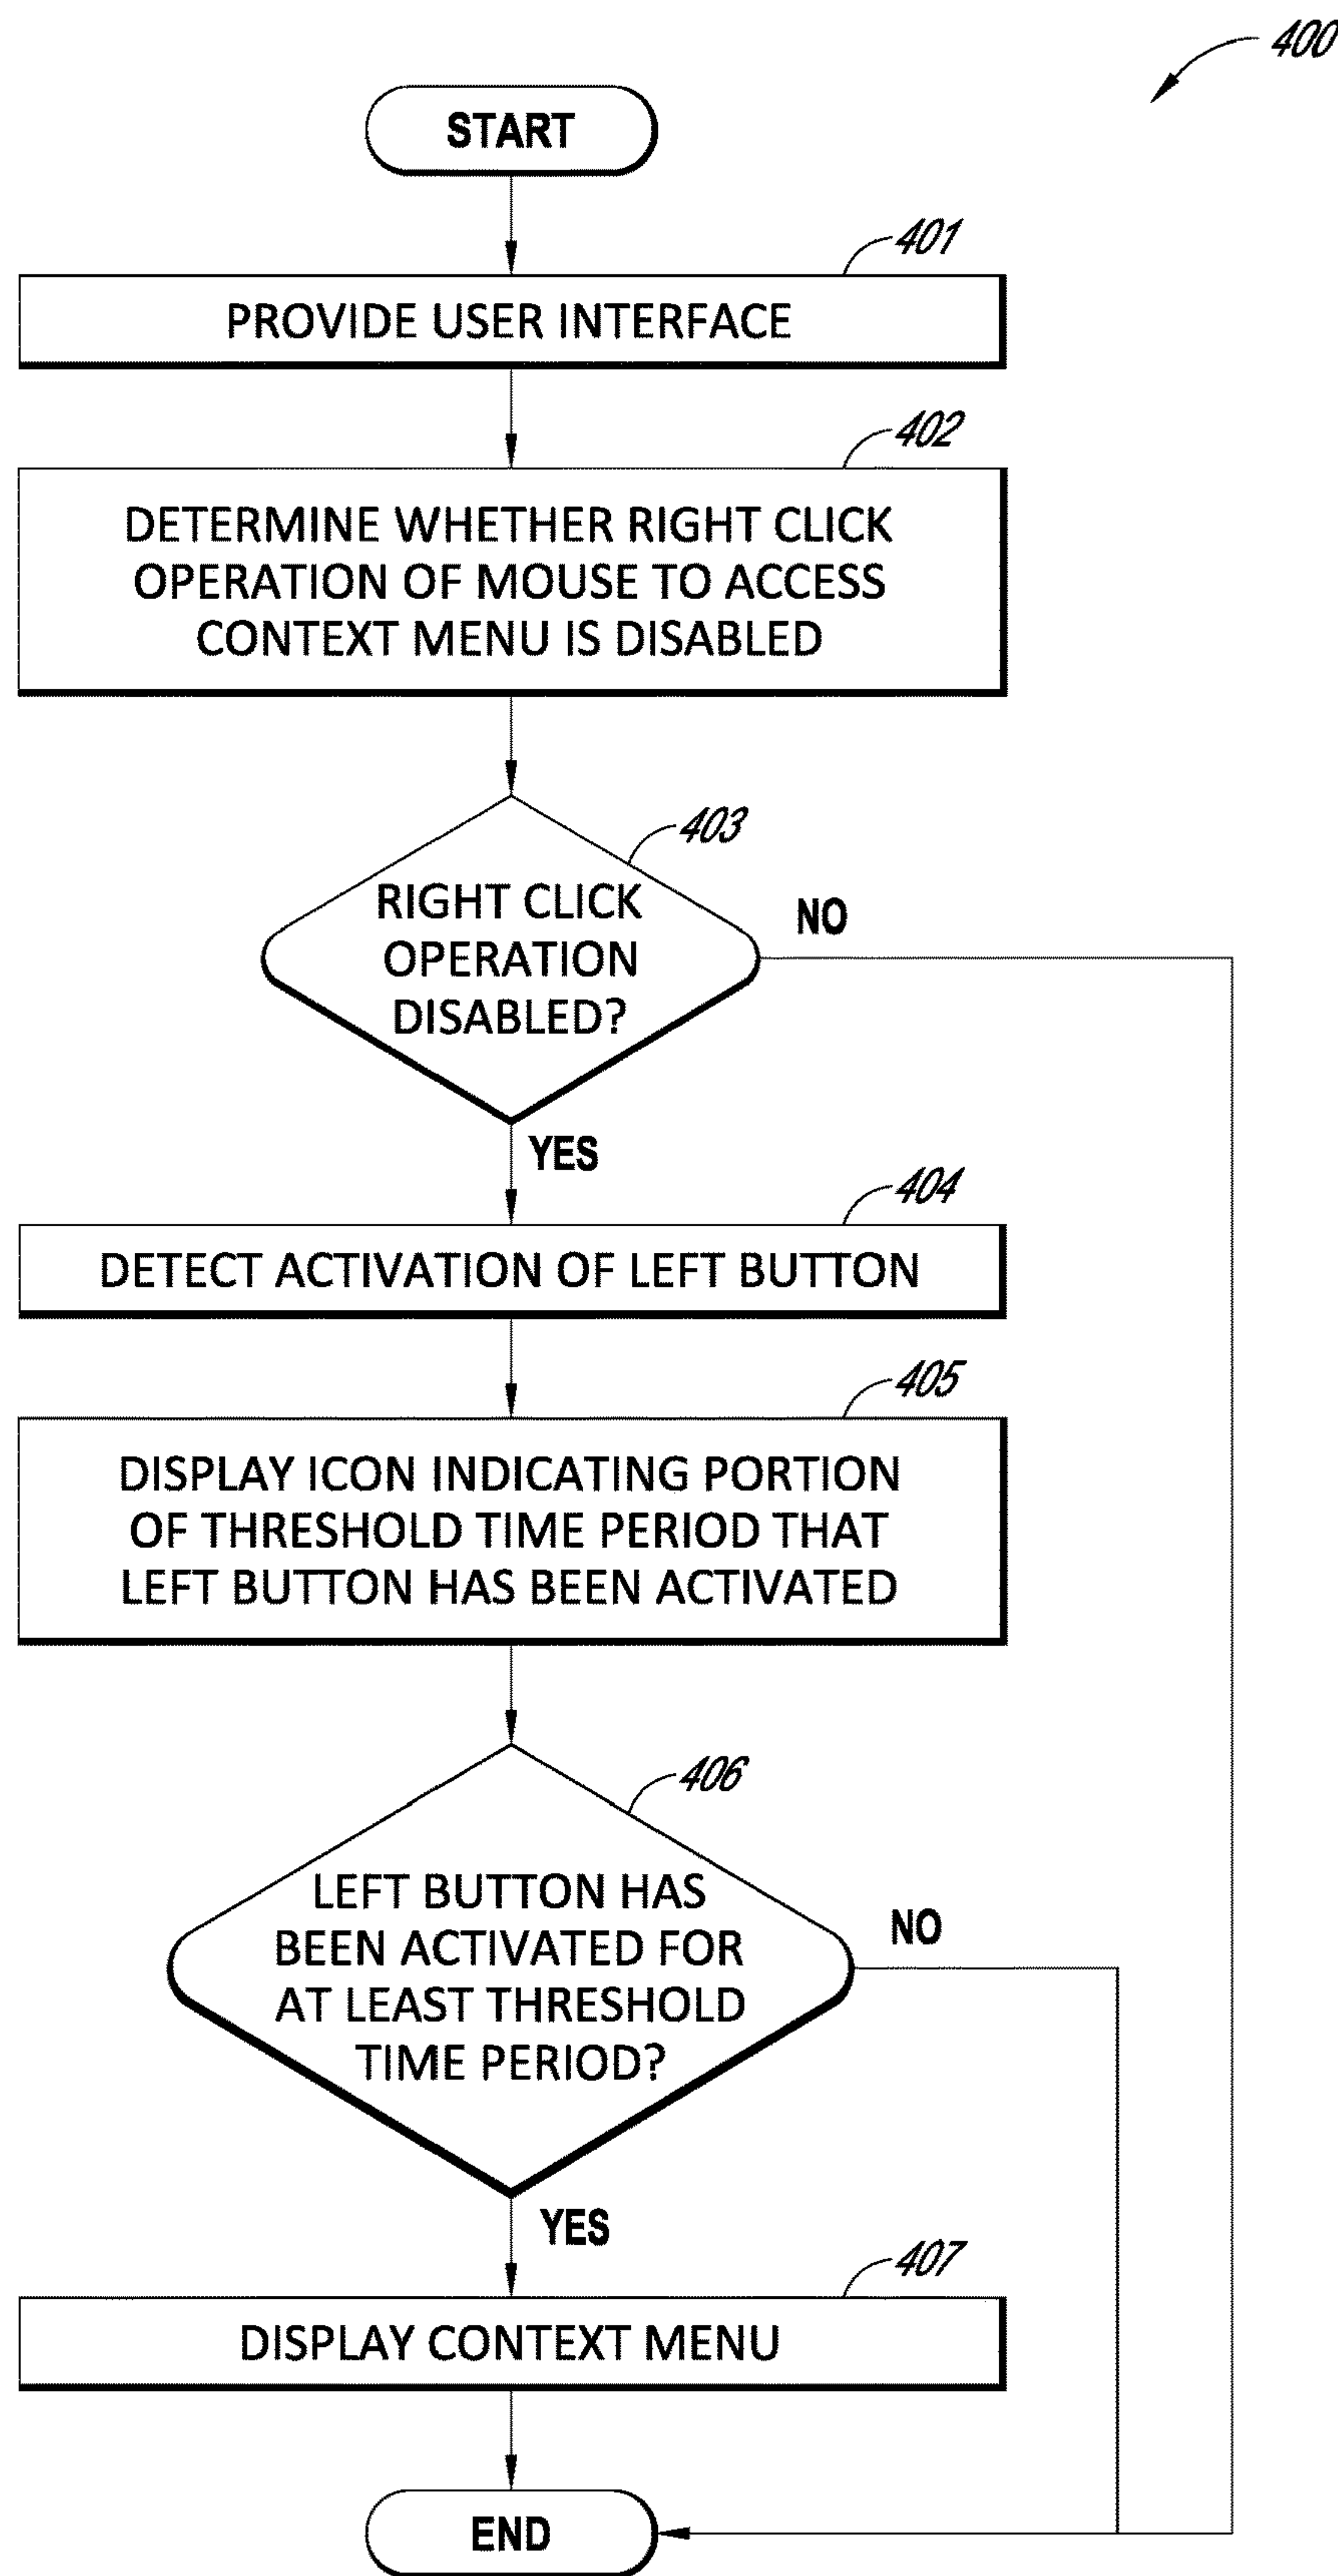 400
START
401
PROVIDE USER INTERFACE
402
DETERMINE WHETHER RIGHT CLICK
OPERATION OF MOUSE TO ACCESS
CONTEXT MENU IS DISABLED
403
RIGHT CLICK
OPERATION
DISABLED?
NO
YES
404
DETECT ACTIVATION OF LEFT BUTTON
405
DISPLAY ICON INDICATING PORTION
OF THRESHOLD TIME PERIOD THAT
LEFT BUTTON HAS BEEN ACTIVATED
406
LEFT BUTTON HAS
BEEN ACTIVATED FOR
AT LEAST THRESHOLD
TIME PERIOD?
NO
YES
407
DISPLAY CONTEXT MENU
END